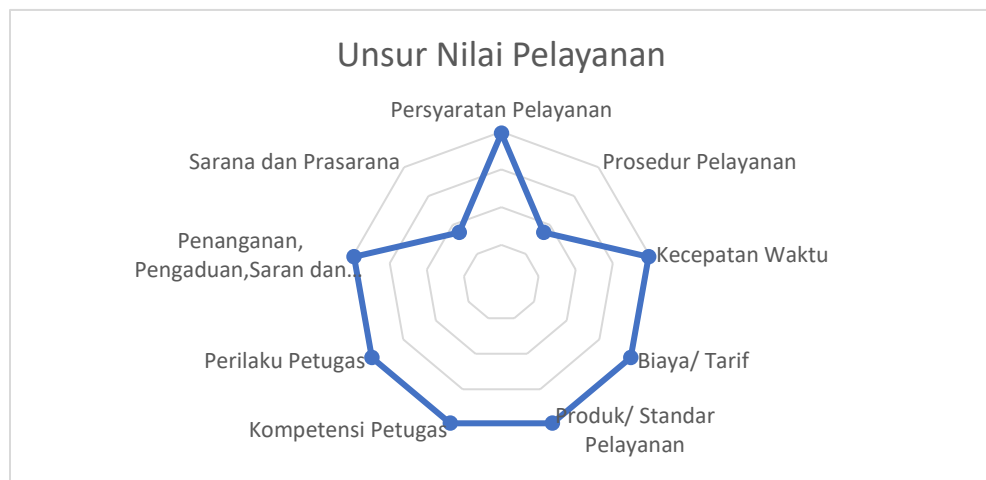 Unsur Nilai Pelayanan
Persyaratan Pelayanan
Prosedur Pelayanan
Kecepatan Waktu
Biaya/ Tarif
Produk/ Standar
Pelayanan
Kompetensi Petugas
Perilaku Petugas
Penanganan,
Pengaduan,Saran dan...
Sarana dan Prasarana